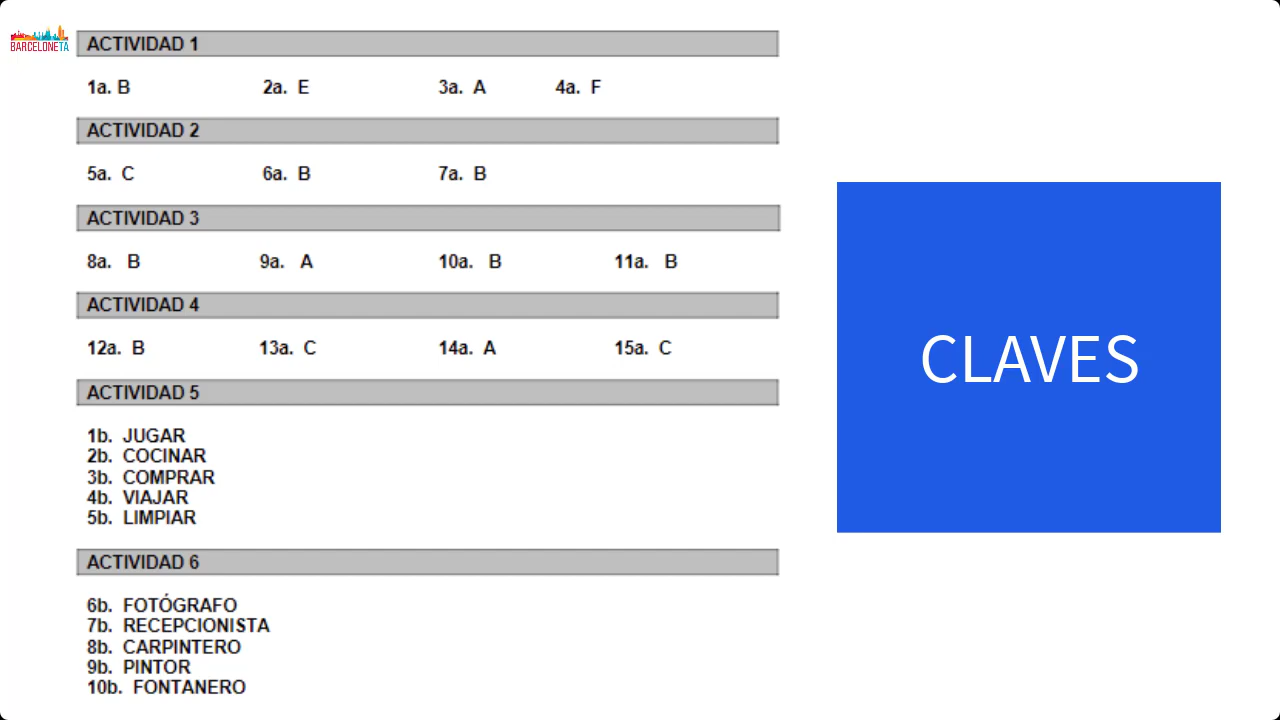 BARCELONETA
ACTIVIDAD 1
1a. B 2a. E 3a. A 4a. F
ACTIVIDAD 2
5a. C 6a. B 7a. B
ACTIVIDAD 3
8a. B 9a. A 10a. B 11a. B
ACTIVIDAD 4
12a. B 13a. C 14a. A 15a. C
ACTIVIDAD 5
1b. JUGAR
2b. COCINAR
3b. COMPRAR
4b. VIAJAR
5b. LIMPIAR
ACTIVIDAD 6
6b. FOTÓGRAFO
7b. RECEPCIONISTA
8b. CARPINTERO
9b. PINTOR
10b. FONTANERO
CLAVES